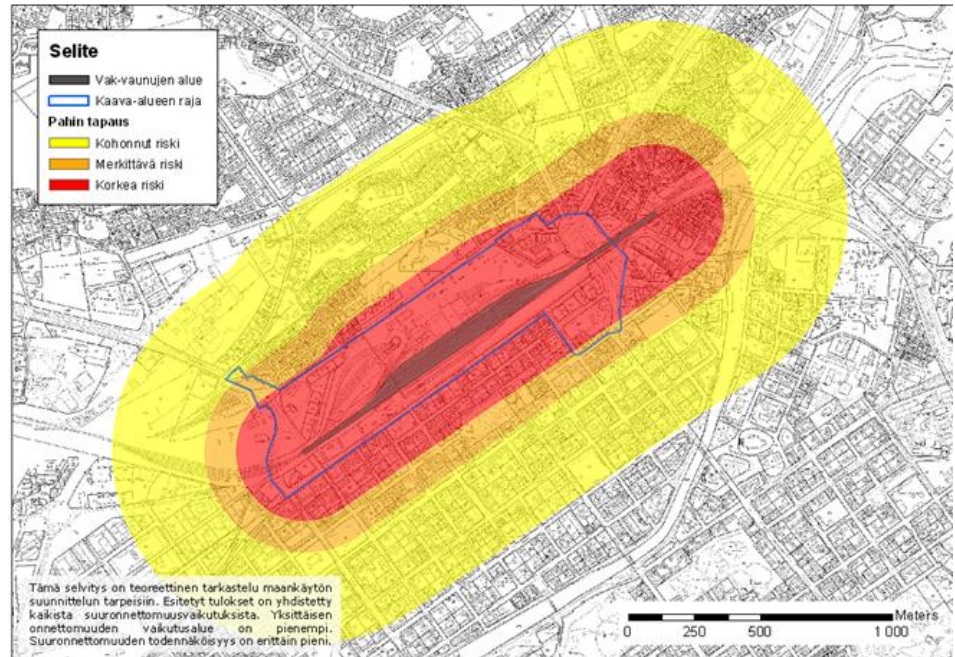 Selite
Vak-vaunujen alue
Kaava-alueen raja
Pahin tapaus
Kohonnut riski
Merkittävä riski
Korkea riski
Tämä selvitys on teoreettinen tarkastelu maankäytön
suunnittelun tarpeisiin. Esitetyt tulokset on yhdistetty
kaikista suuronnettomuusvaikutuksista. Yksittäisen
onnettomuuden vaikutusalue on pienempi.
Suuronnettomuuden todennäköisyys on erittäin pieni.
Meters
0 250 500 1 000